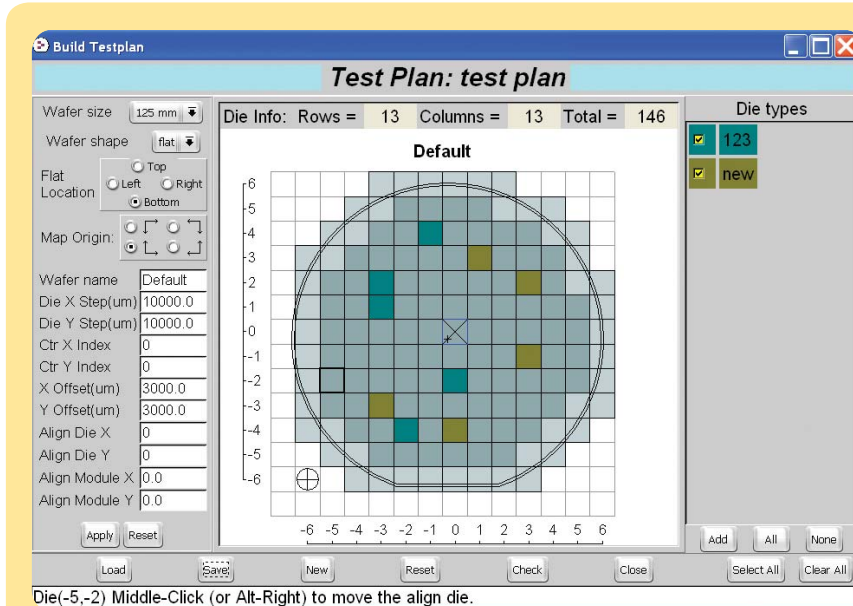 Build Testplan
Test Plan: test plan
Wafer size 125 mm
Wafer shape flat
Flat Location
Top
Left Right
Bottom
Map Origin:
Wafer name Default
Die X Step(um) 10000.0
Die Y Step(um) 10000.0
Ctr X Index 0
Ctr Y Index 0
X Offset(um) 3000.0
Y Offset(um) 3000.0
Align Die X 0
Align Die Y 0
Align Module X 0.0
Align Module Y 0.0
Apply Reset
Die Info: Rows = 13 Columns = 13 Total = 146
Default
-6
-5
-4
-3
-2
-1
-0
-1
-2
-3
-4
-6
-6 -5 -4 -3 -2 -1 0 1 2 3 4 5 6
Die types
123
new
Add All None
Load Save New Reset Check Close Select All Clear All
Die(-5,-2) Middle-Click (or Alt-Right) to move the align die.